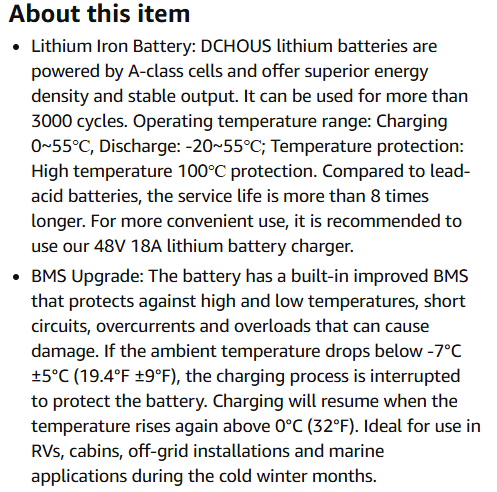 About this item
• Lithium Iron Battery: DCHOUS lithium batteries are
powered by A-class cells and offer superior energy
density and stable output. It can be used for more than
3000 cycles. Operating temperature range: Charging
0~55℃, Discharge: -20~55℃; Temperature protection:
High temperature 100℃ protection. Compared to lead-
acid batteries, the service life is more than 8 times
longer. For more convenient use, it is recommended to
use our 48V 18A lithium battery charger.
• BMS Upgrade: The battery has a built-in improved BMS
that protects against high and low temperatures, short
circuits, overcurrents and overloads that can cause
damage. If the ambient temperature drops below -7°C
±5°C (19.4°F ±9°F), the charging process is interrupted
to protect the battery. Charging will resume when the
temperature rises again above 0°C (32°F). Ideal for use in
RVs, cabins, off-grid installations and marine
applications during the cold winter months.